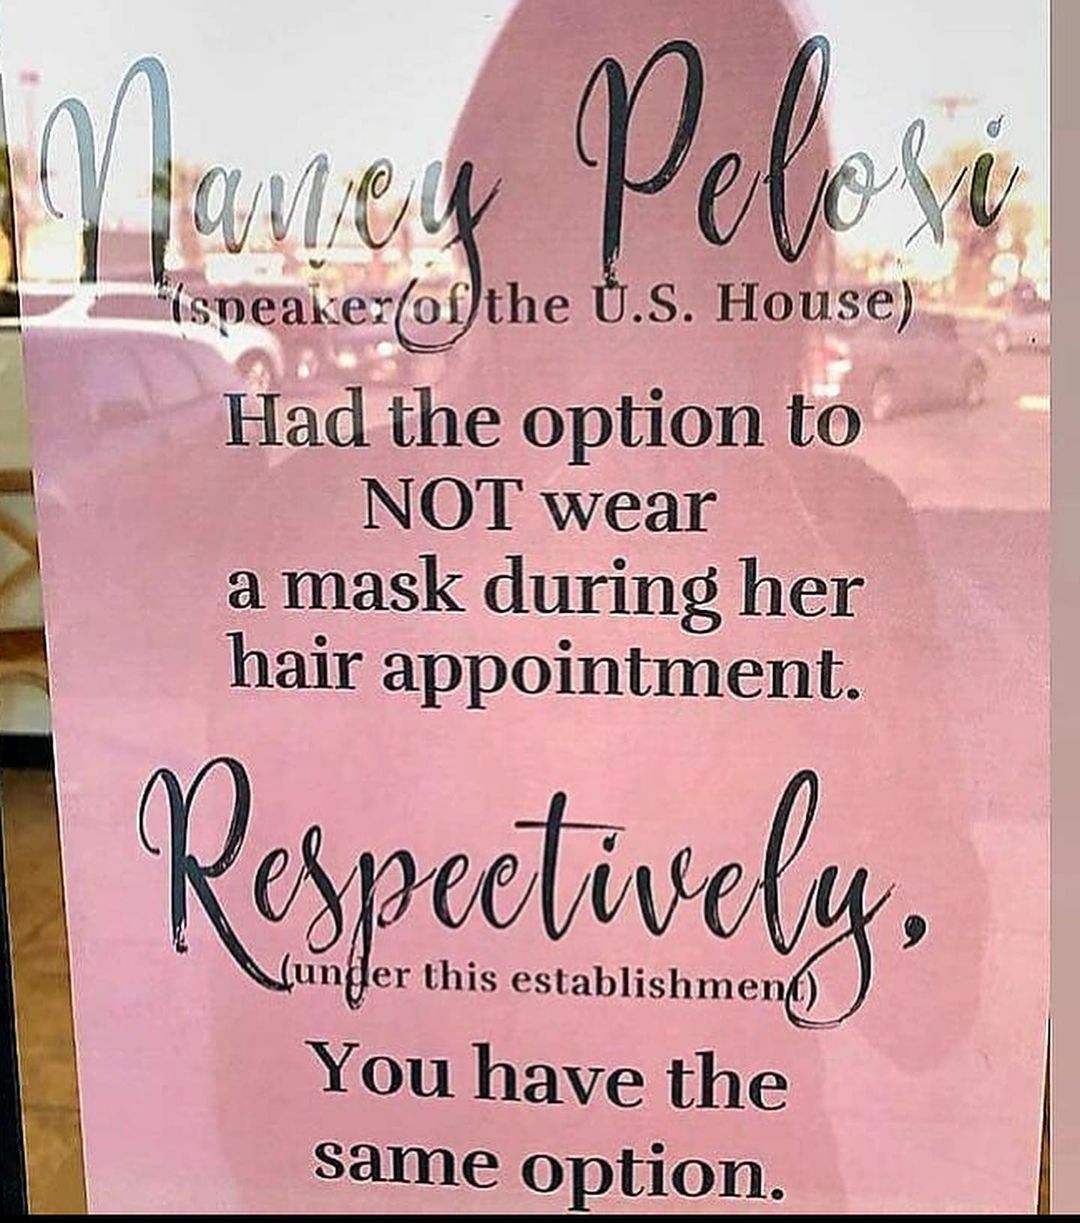 Nancy Pelosi
(speaker of the U.S. House)
Had the option to
NOT wear
a mask during her
hair appointment.
Respectively,
(under this establishment)
You have the
same option.